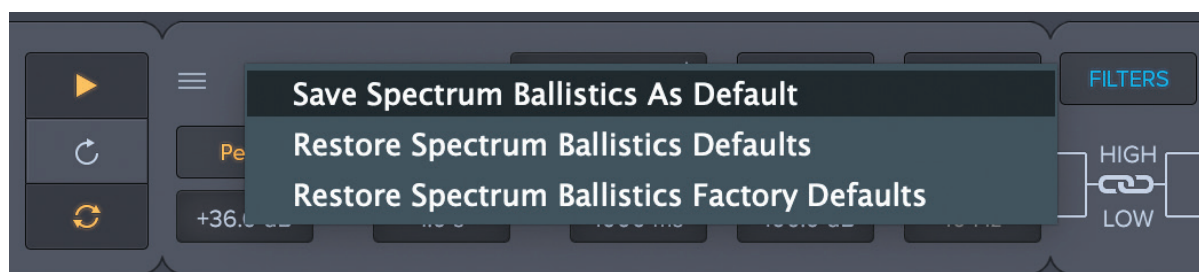 FILTERS
Save Spectrum Ballistics As Default
Restore Spectrum Ballistics Defaults
HIGH
Restore Spectrum Ballistics Factory Defaults
LOW